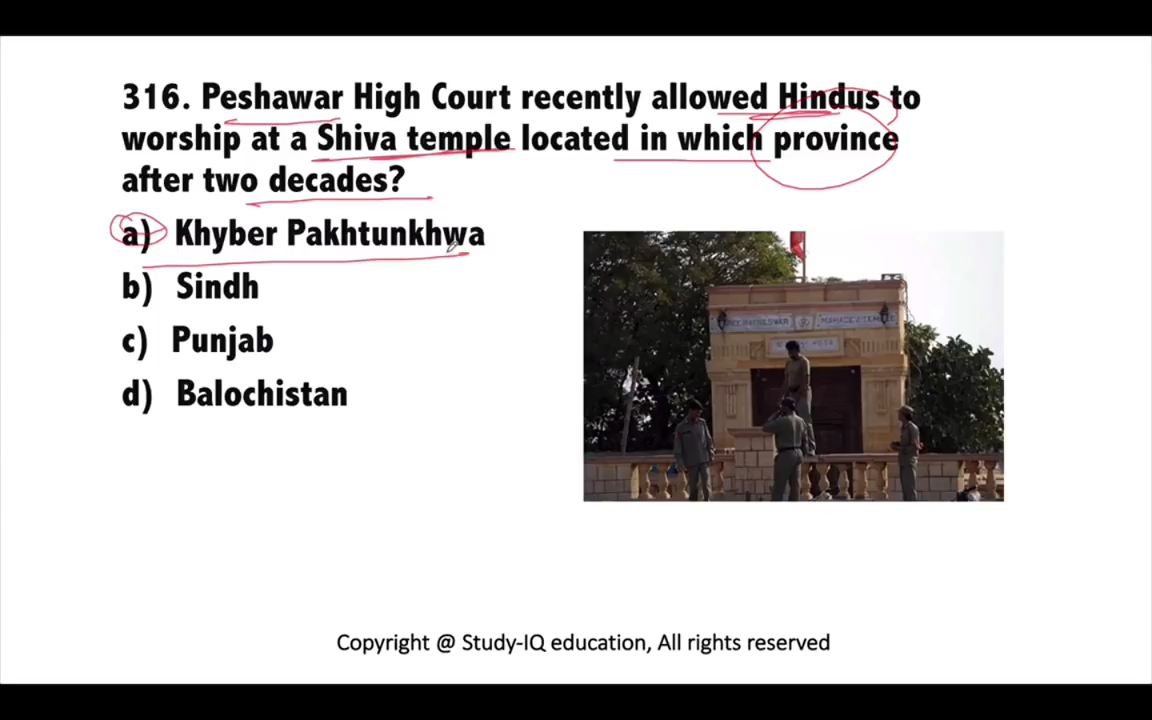 316. Peshawar High Court recently allowed Hindus to
worship at a Shiva temple located in which province
after two decades?
a) Khyber Pakhtunkhwa
b) Sindh
c) Punjab
d) Balochistan
MAHADEV TEMPLE
Copyright @ Study-IQ education, All rights reserved